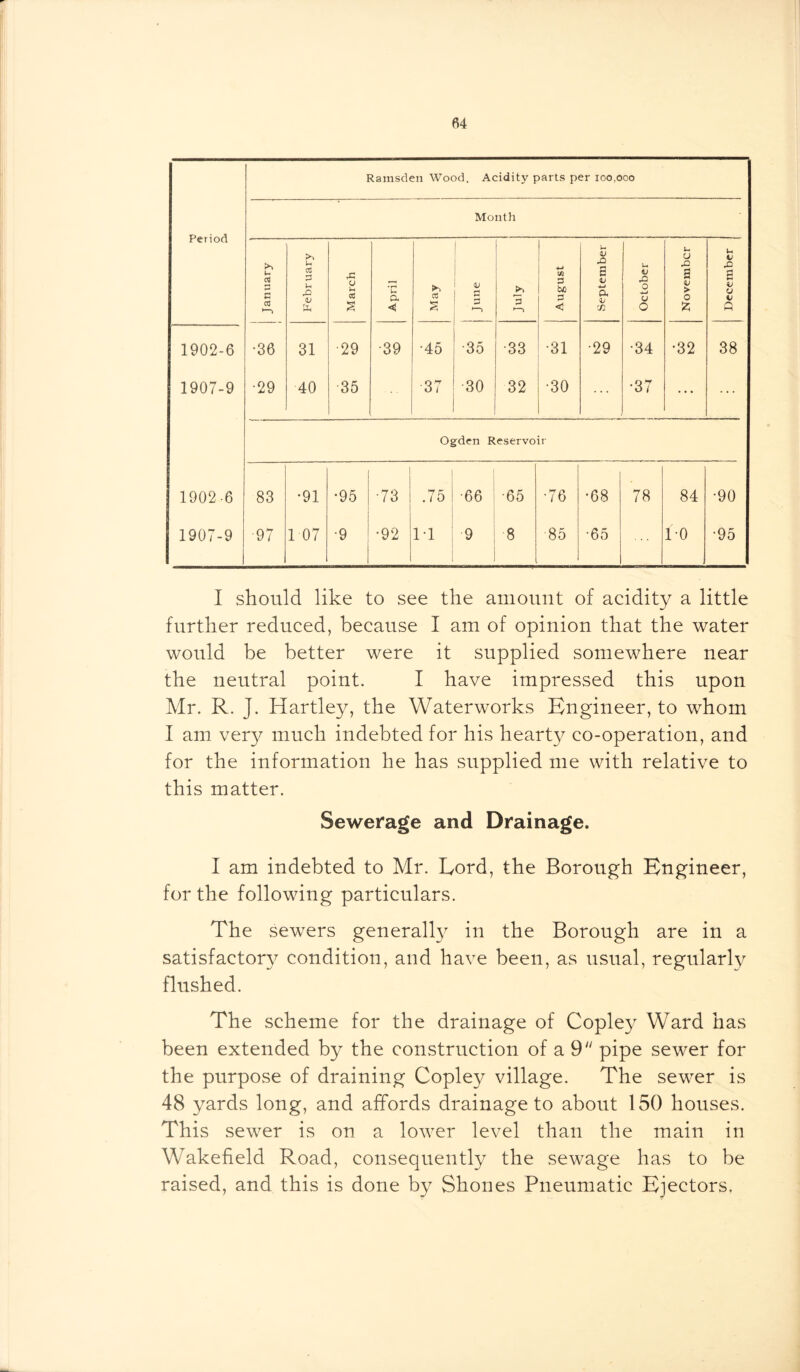 64
Ramsden Wood. Acidity parts per 100,000
Month
Period
January February March April May June July August September October November December
1902-6 ·36 31 ·29 ·39 ·45 ·35 ·33 ·31 ·29 ·34 ·32 38
1907-9 ·29 ·40 ·35 .. ·37 ·30 32 ·30 ... ·37 ... ...
Ogden Reservoir
1902-6 83 ·91 ·95 ·73 .75 ·66 ·65 ·76 ·68 78 84 ·90
1907-9 ·97 1 07 ·9 ·92 1·1 ·9 ·8 ·85 ·65 ... 1·0 ·95
I should like to see the amount of acidity a little
further reduced, because I am of opinion that the water
would be better were it supplied somewhere near
the neutral point. I have impressed this upon
Mr. R. J. Hartley, the Waterworks Engineer, to whom
I am very much indebted for his hearty co-operation, and
for the information he has supplied me with relative to
this matter.
Sewerage and Drainage.
I am indebted to Mr. Lord, the Borough Engineer,
for the following particulars.
The sewers generally in the Borough are in a
satisfactory condition, and have been, as usual, regularly
flushed.
The scheme for the drainage of Copley Ward has
been extended by the construction of a 9" pipe sewer for
the purpose of draining Copley village. The sewer is
48 yards long, and affords drainage to about 150 houses.
This sewer is on a lower level than the main in
Wakefield Road, consequently the sewage has to be
raised, and this is done by Shones Pneumatic Ejectors.